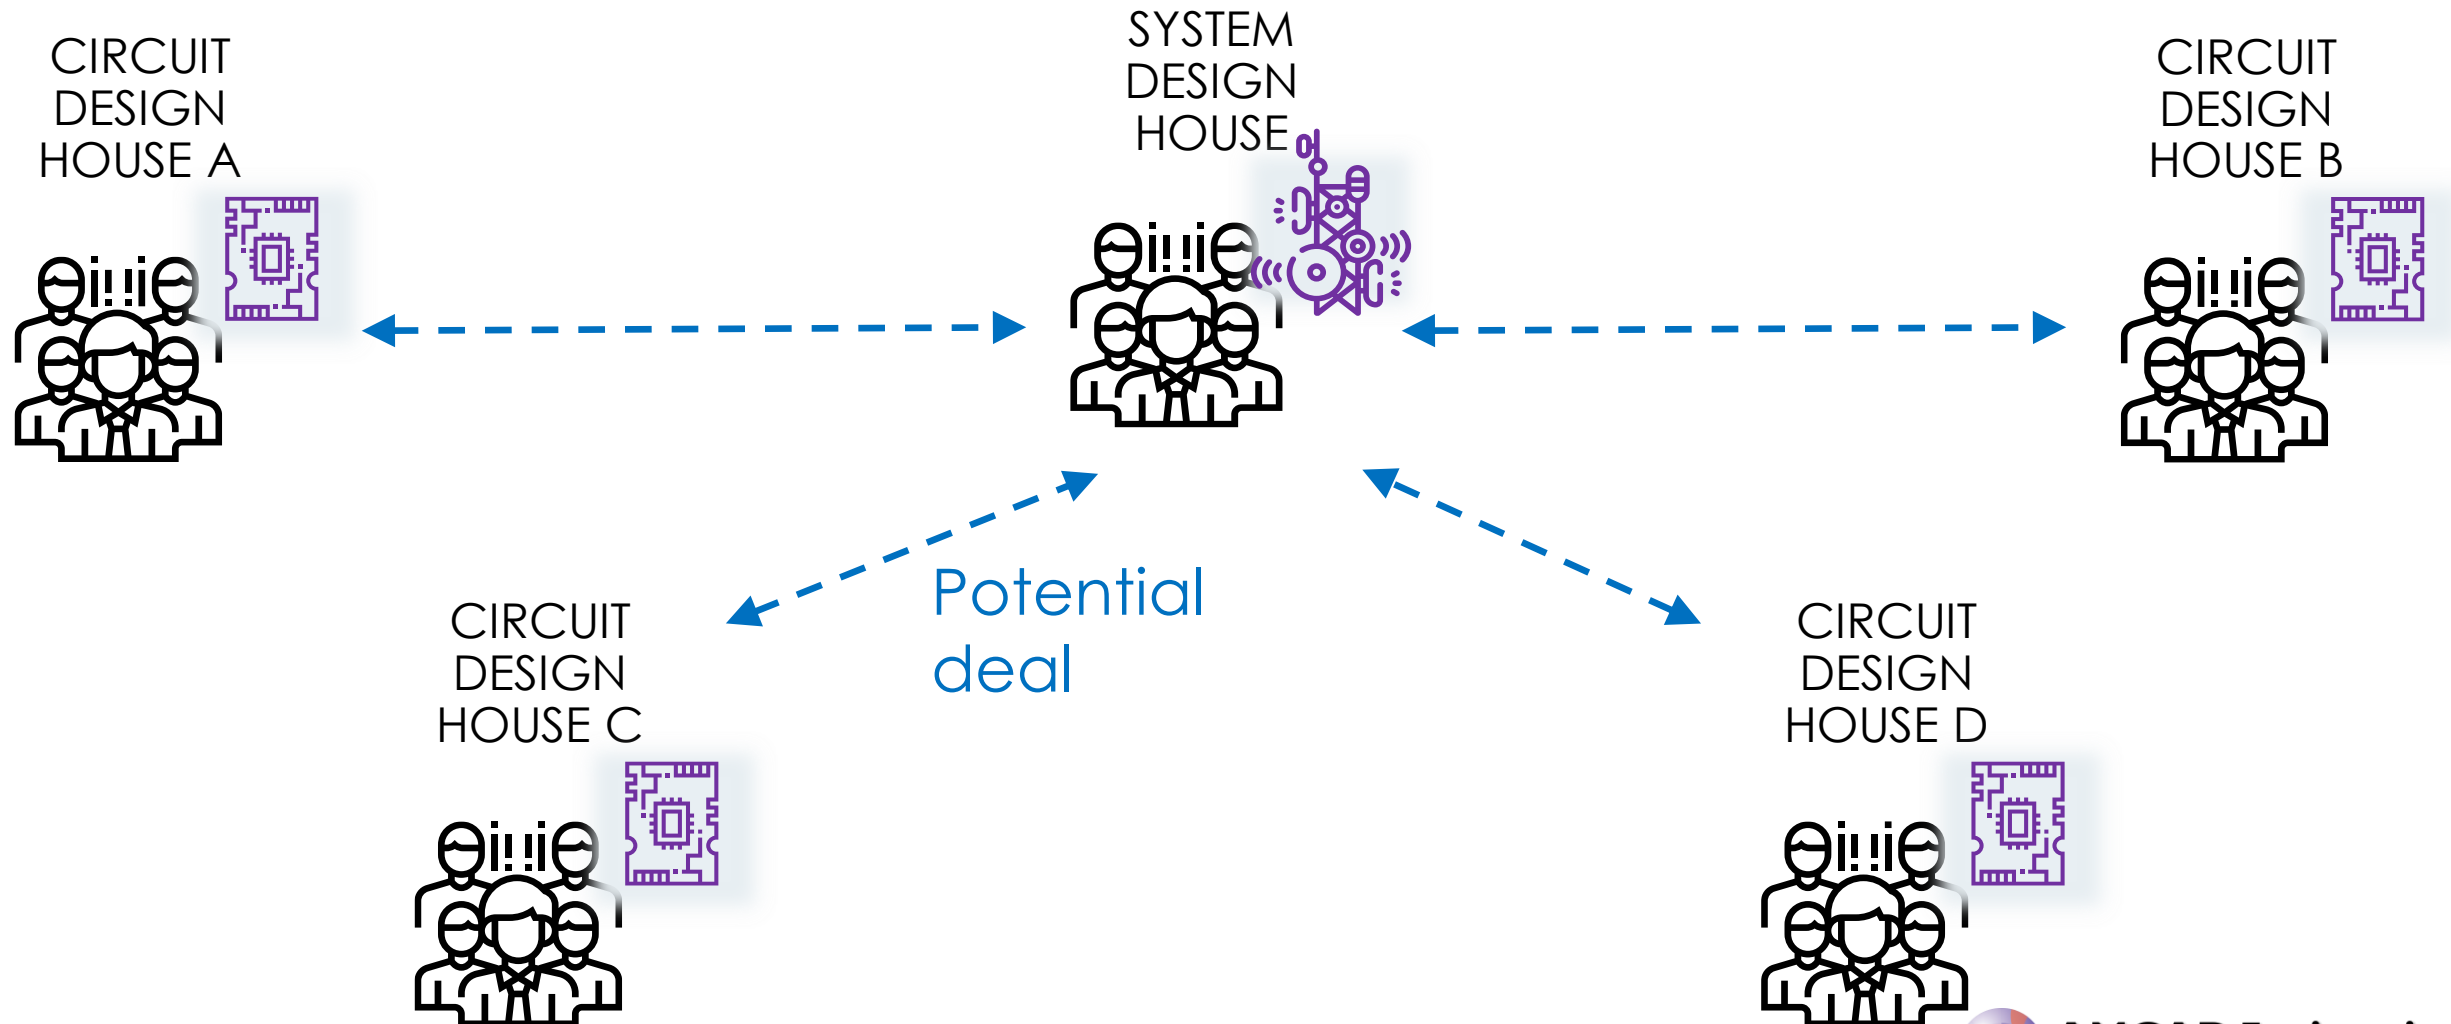 SYSTEM
DESIGN
HOUSE
CIRCUIT
DESIGN
HOUSE A
CIRCUIT
DESIGN
HOUSE B
Potential
deal
CIRCUIT
DESIGN
HOUSE C
CIRCUIT
DESIGN
HOUSE D